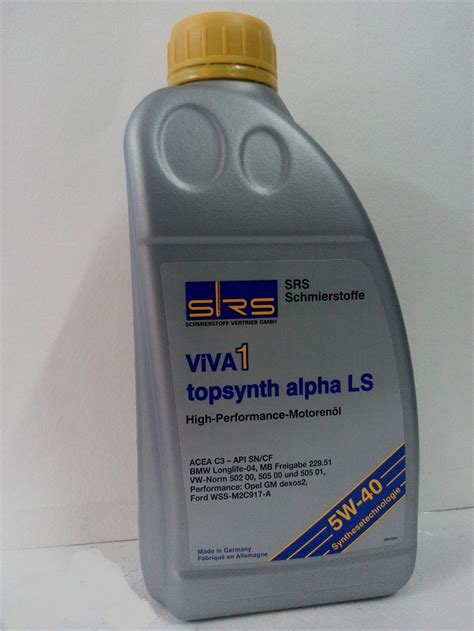 SRS
SCHMIERSTOFF VERTRIEB GMBH
SRS
Schmierstoffe
ViVA1
topsynth alpha LS
High-Performance-Motorenöl
ACEA C3 – API SN/CF
BMW Longlife-04, MB Freigabe 229.51
VW-Norm 502 00, 505 00 und 505 01,
Performance: Opel GM dexos2,
Ford WSS-M2C917-A
5W-40
Synthesetechnologie
Made in Germany
Fabriqué en Allemagne